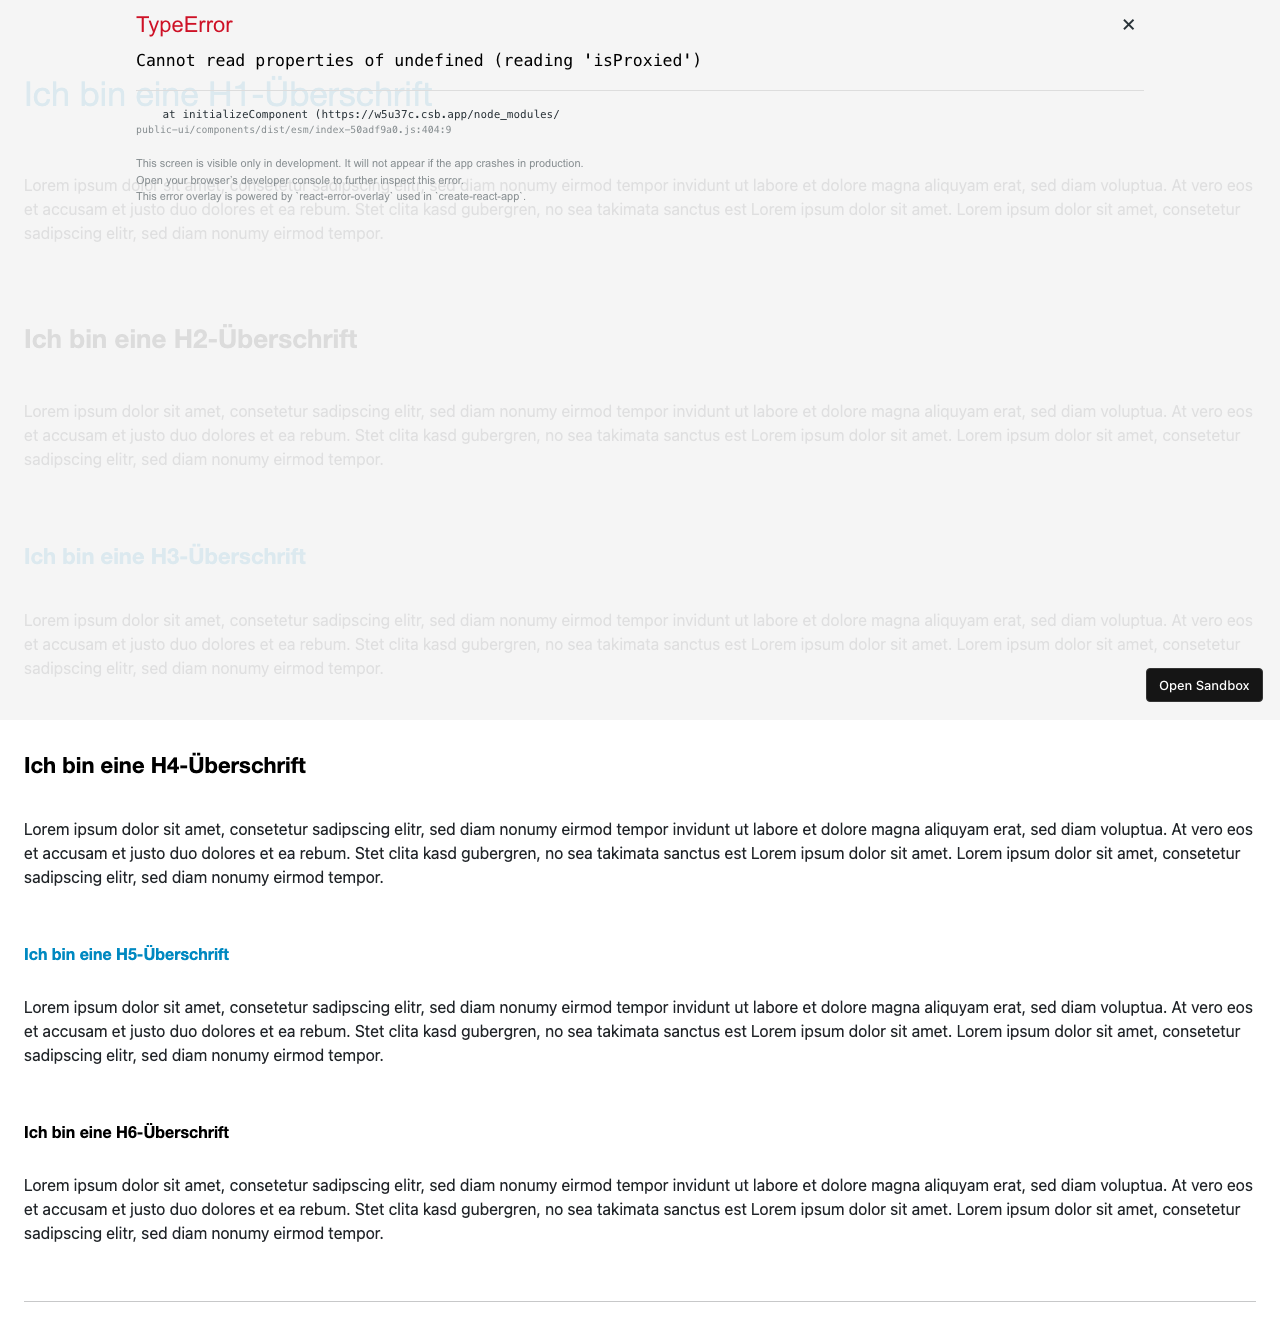 TypeError
✕
Cannot read properties of undefined (reading 'isProxied')
Ich bin eine H1-Überschrift
at initializeComponent (https://w5u37c.csb.app/node_modules/
public-ui/components/dist/esm/index-50adf9a0.js:404:9
This screen is visible only in development. It will not appear if the app crashes in production.
Open your browser's developer console to further inspect this error.
This error overlay is powered by `react-error-overlay` used in `create-react-app`.
Lorem ipsum dolor sit amet, consetetur sadipscing elitr, sed diam nonumy eirmod tempor invidunt ut labore et dolore magna aliquyam erat, sed diam voluptua. At vero eos
et accusam et justo duo dolores et ea rebum. Stet clita kasd gubergren, no sea takimata sanctus est Lorem ipsum dolor sit amet. Lorem ipsum dolor sit amet, consetetur
sadipscing elitr, sed diam nonumy eirmod tempor.
Ich bin eine H2-Überschrift
Lorem ipsum dolor sit amet, consetetur sadipscing elitr, sed diam nonumy eirmod tempor invidunt ut labore et dolore magna aliquyam erat, sed diam voluptua. At vero eos
et accusam et justo duo dolores et ea rebum. Stet clita kasd gubergren, no sea takimata sanctus est Lorem ipsum dolor sit amet. Lorem ipsum dolor sit amet, consetetur
sadipscing elitr, sed diam nonumy eirmod tempor.
Ich bin eine H3-Überschrift
Lorem ipsum dolor sit amet, consetetur sadipscing elitr, sed diam nonumy eirmod tempor invidunt ut labore et dolore magna aliquyam erat, sed diam voluptua. At vero eos
et accusam et justo duo dolores et ea rebum. Stet clita kasd gubergren, no sea takimata sanctus est Lorem ipsum dolor sit amet. Lorem ipsum dolor sit amet, consetetur
sadipscing elitr, sed diam nonumy eirmod tempor.
Open Sandbox
Ich bin eine H4-Überschrift
Lorem ipsum dolor sit amet, consetetur sadipscing elitr, sed diam nonumy eirmod tempor invidunt ut labore et dolore magna aliquyam erat, sed diam voluptua. At vero eos
et accusam et justo duo dolores et ea rebum. Stet clita kasd gubergren, no sea takimata sanctus est Lorem ipsum dolor sit amet. Lorem ipsum dolor sit amet, consetetur
sadipscing elitr, sed diam nonumy eirmod tempor.
Ich bin eine H5-Überschrift
Lorem ipsum dolor sit amet, consetetur sadipscing elitr, sed diam nonumy eirmod tempor invidunt ut labore et dolore magna aliquyam erat, sed diam voluptua. At vero eos
et accusam et justo duo dolores et ea rebum. Stet clita kasd gubergren, no sea takimata sanctus est Lorem ipsum dolor sit amet. Lorem ipsum dolor sit amet, consetetur
sadipscing elitr, sed diam nonumy eirmod tempor.
Ich bin eine H6-Überschrift
Lorem ipsum dolor sit amet, consetetur sadipscing elitr, sed diam nonumy eirmod tempor invidunt ut labore et dolore magna aliquyam erat, sed diam voluptua. At vero eos
et accusam et justo duo dolores et ea rebum. Stet clita kasd gubergren, no sea takimata sanctus est Lorem ipsum dolor sit amet. Lorem ipsum dolor sit amet, consetetur
sadipscing elitr, sed diam nonumy eirmod tempor.